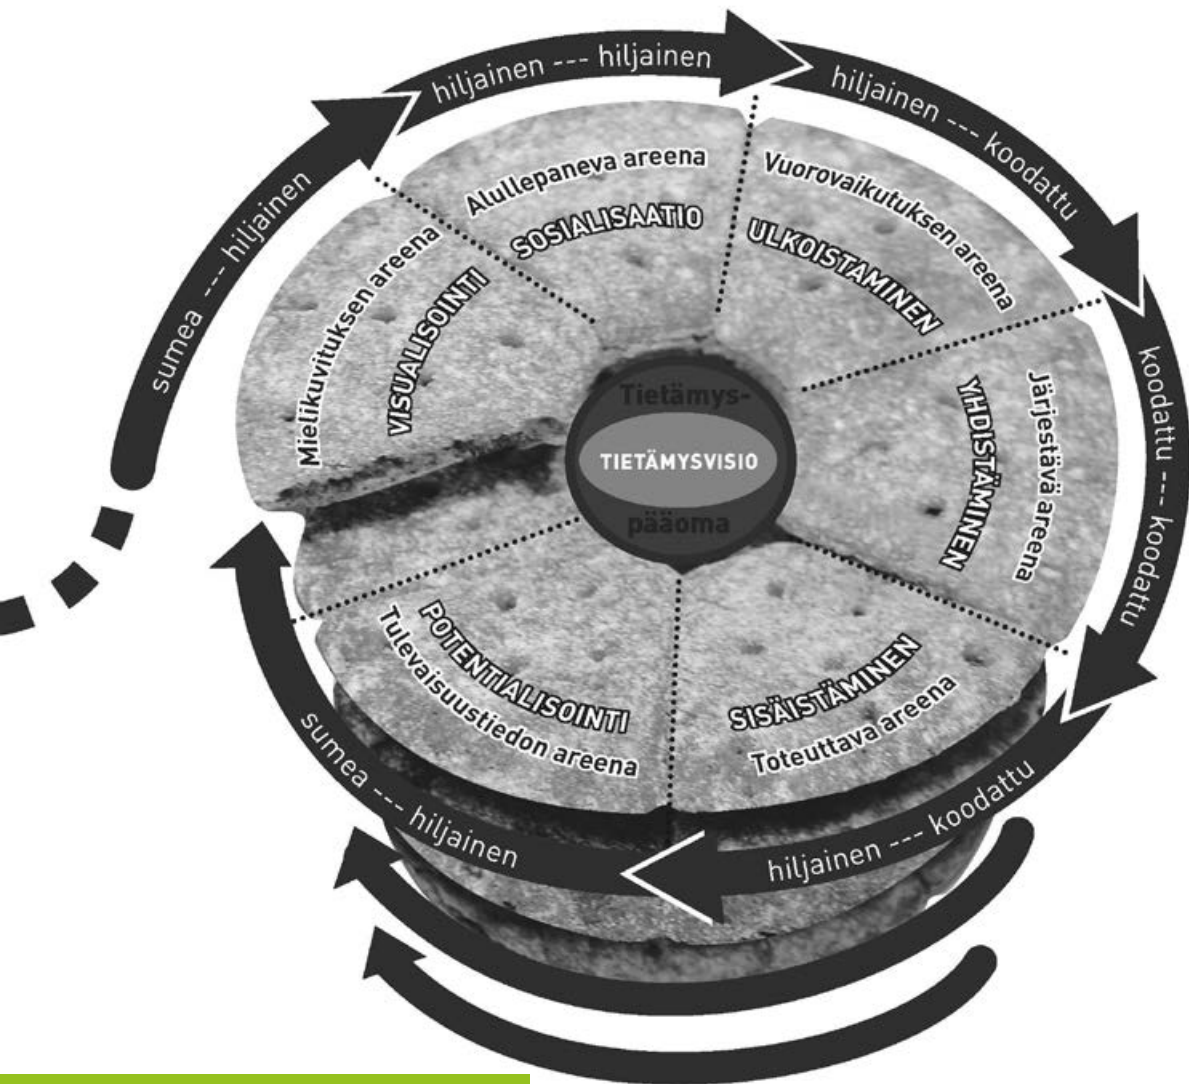 sumea --- hiljainen
hiljainen --- hiljainen
hiljainen --- koodattu
koodattu --- koodattu
hiljainen --- koodattu
sumea --- hiljainen
Mielikuvituksen areena
VISUALISOINTI
Alullepaneva areena
SOSIALISAATIO
Vuorovaikutuksen areena
ULKOISTAMINEN
Järjestävä areena
YHDISTÄMINEN
SISÄISTÄMINEN
Toteuttava areena
POTENTIALISOINTI
Tulevaisuustiedon areena
Tietämys-
TIETÄMYSVISIO
pääoma